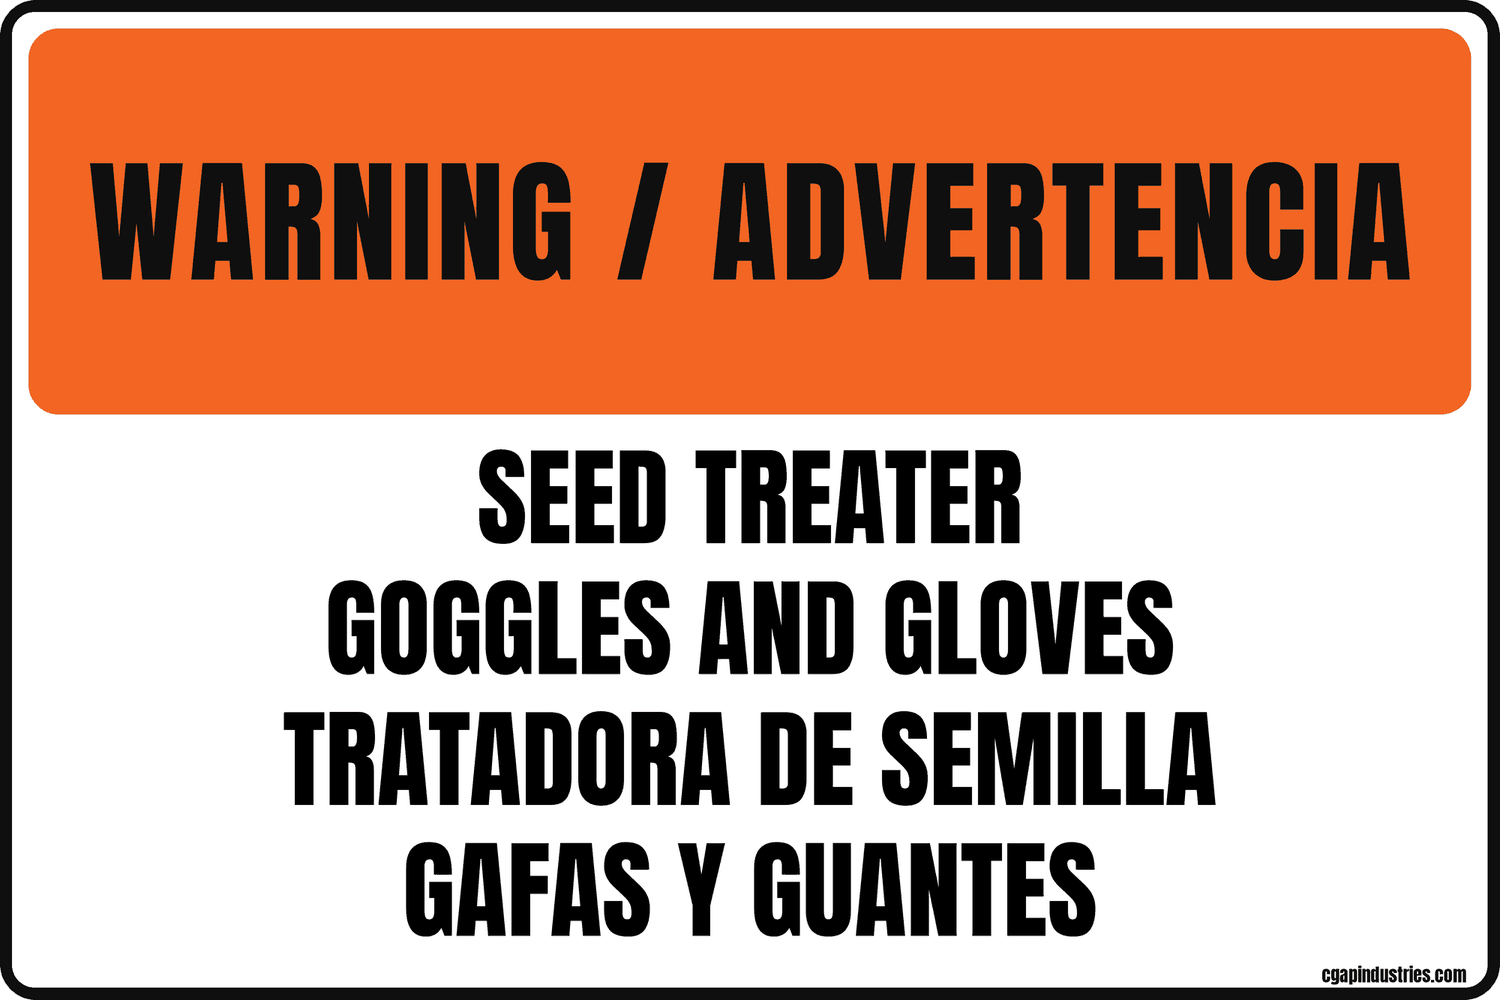 WARNING / ADVERTENCIA
SEED TREATER
GOGGLES AND GLOVES
TRATADORA DE SEMILLA
GAFAS Y GUANTES
cgapindustries.com